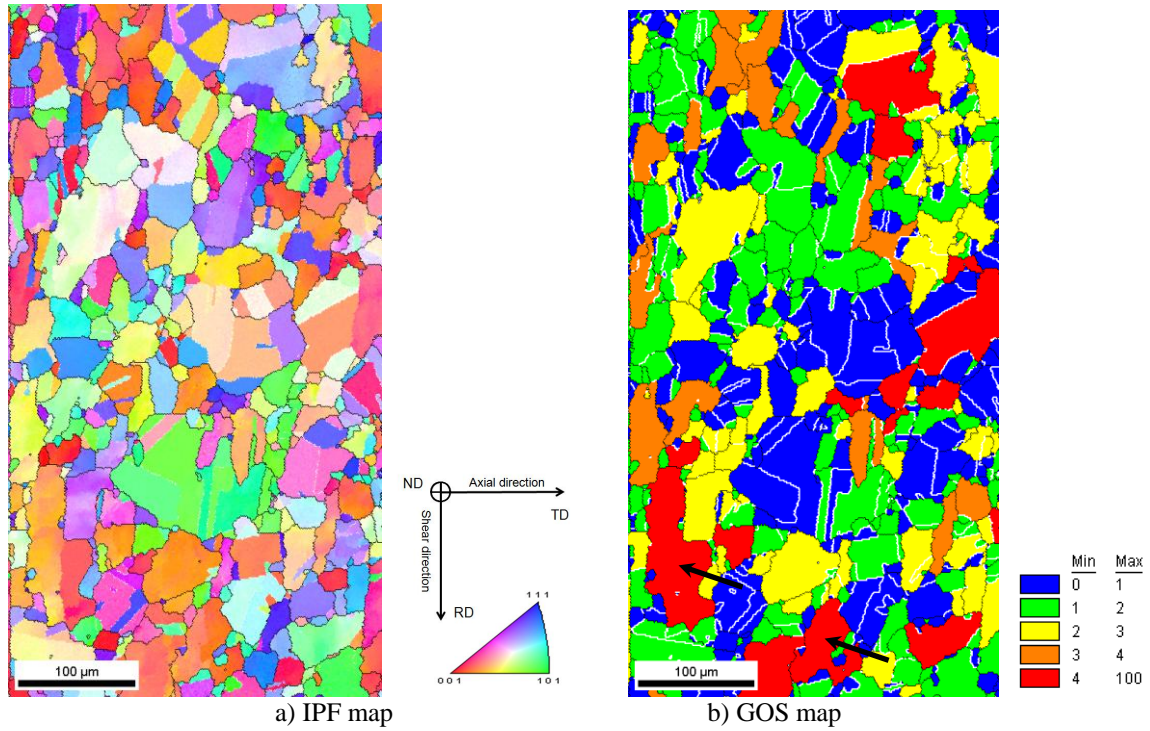 ND
Axial direction
TD
Shear direction
RD
1 1 1
0 0 1
1 0 1
100 µm
100 µm
Min Max
0 1
1 2
2 3
3 4
4 100
a) IPF map
b) GOS map